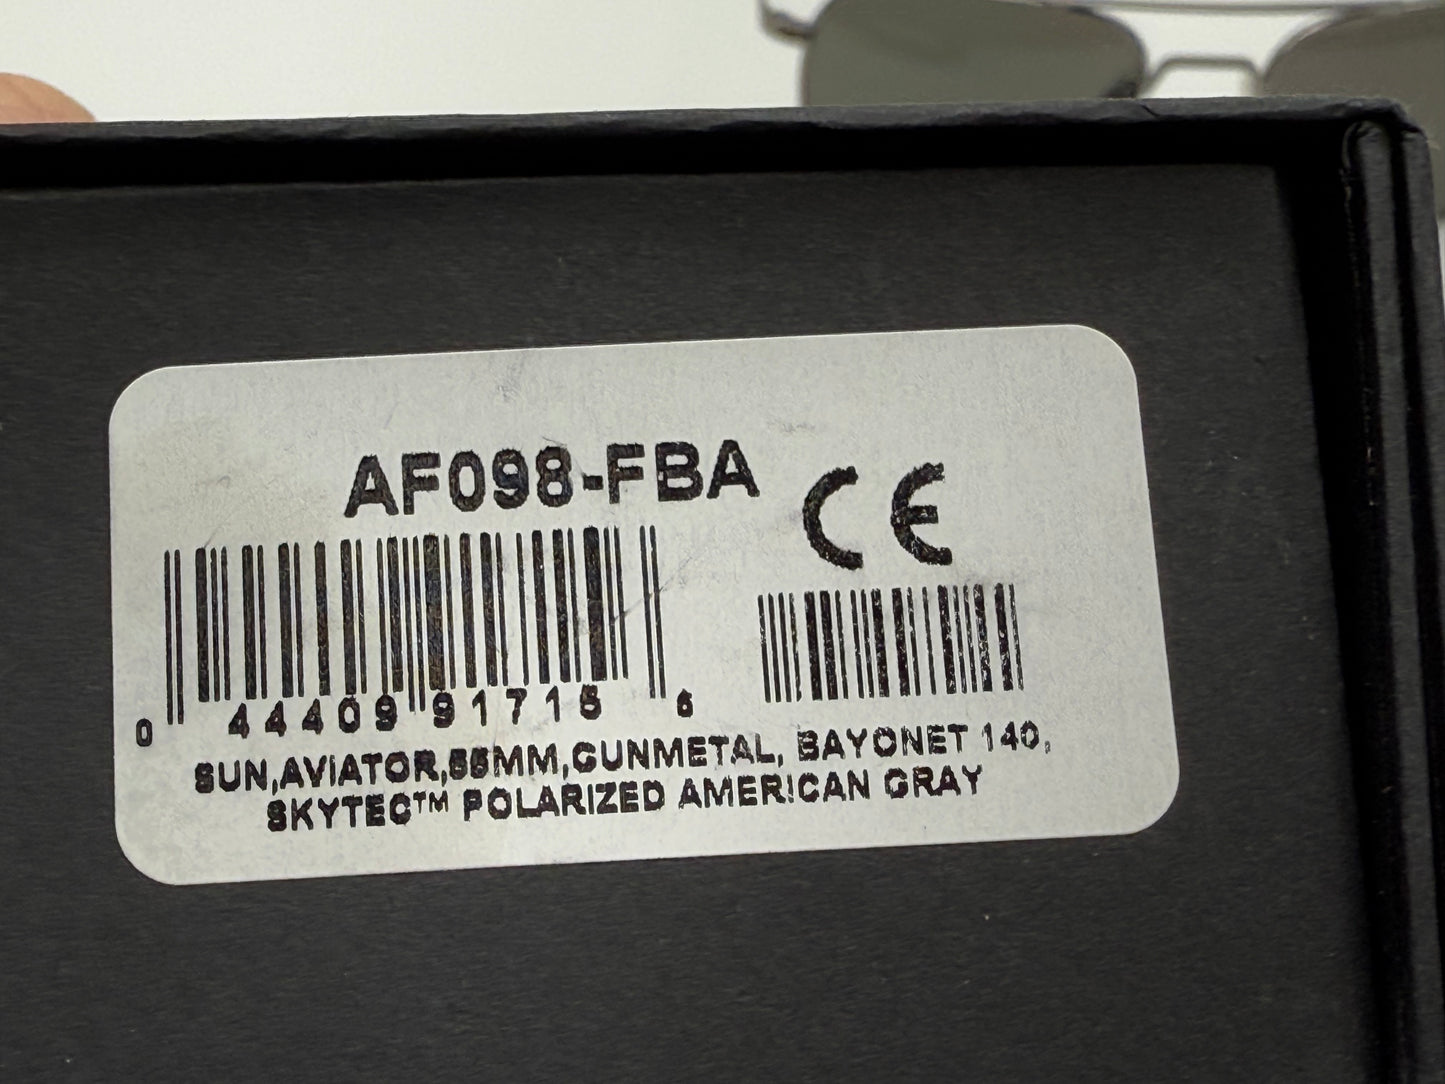 AF098-FBA
CE
0 44409 91715 6
SUN,AVIATOR,55MM,GUNMETAL, BAYONET 140,
SKYTEC™ POLARIZED AMERICAN GRAY